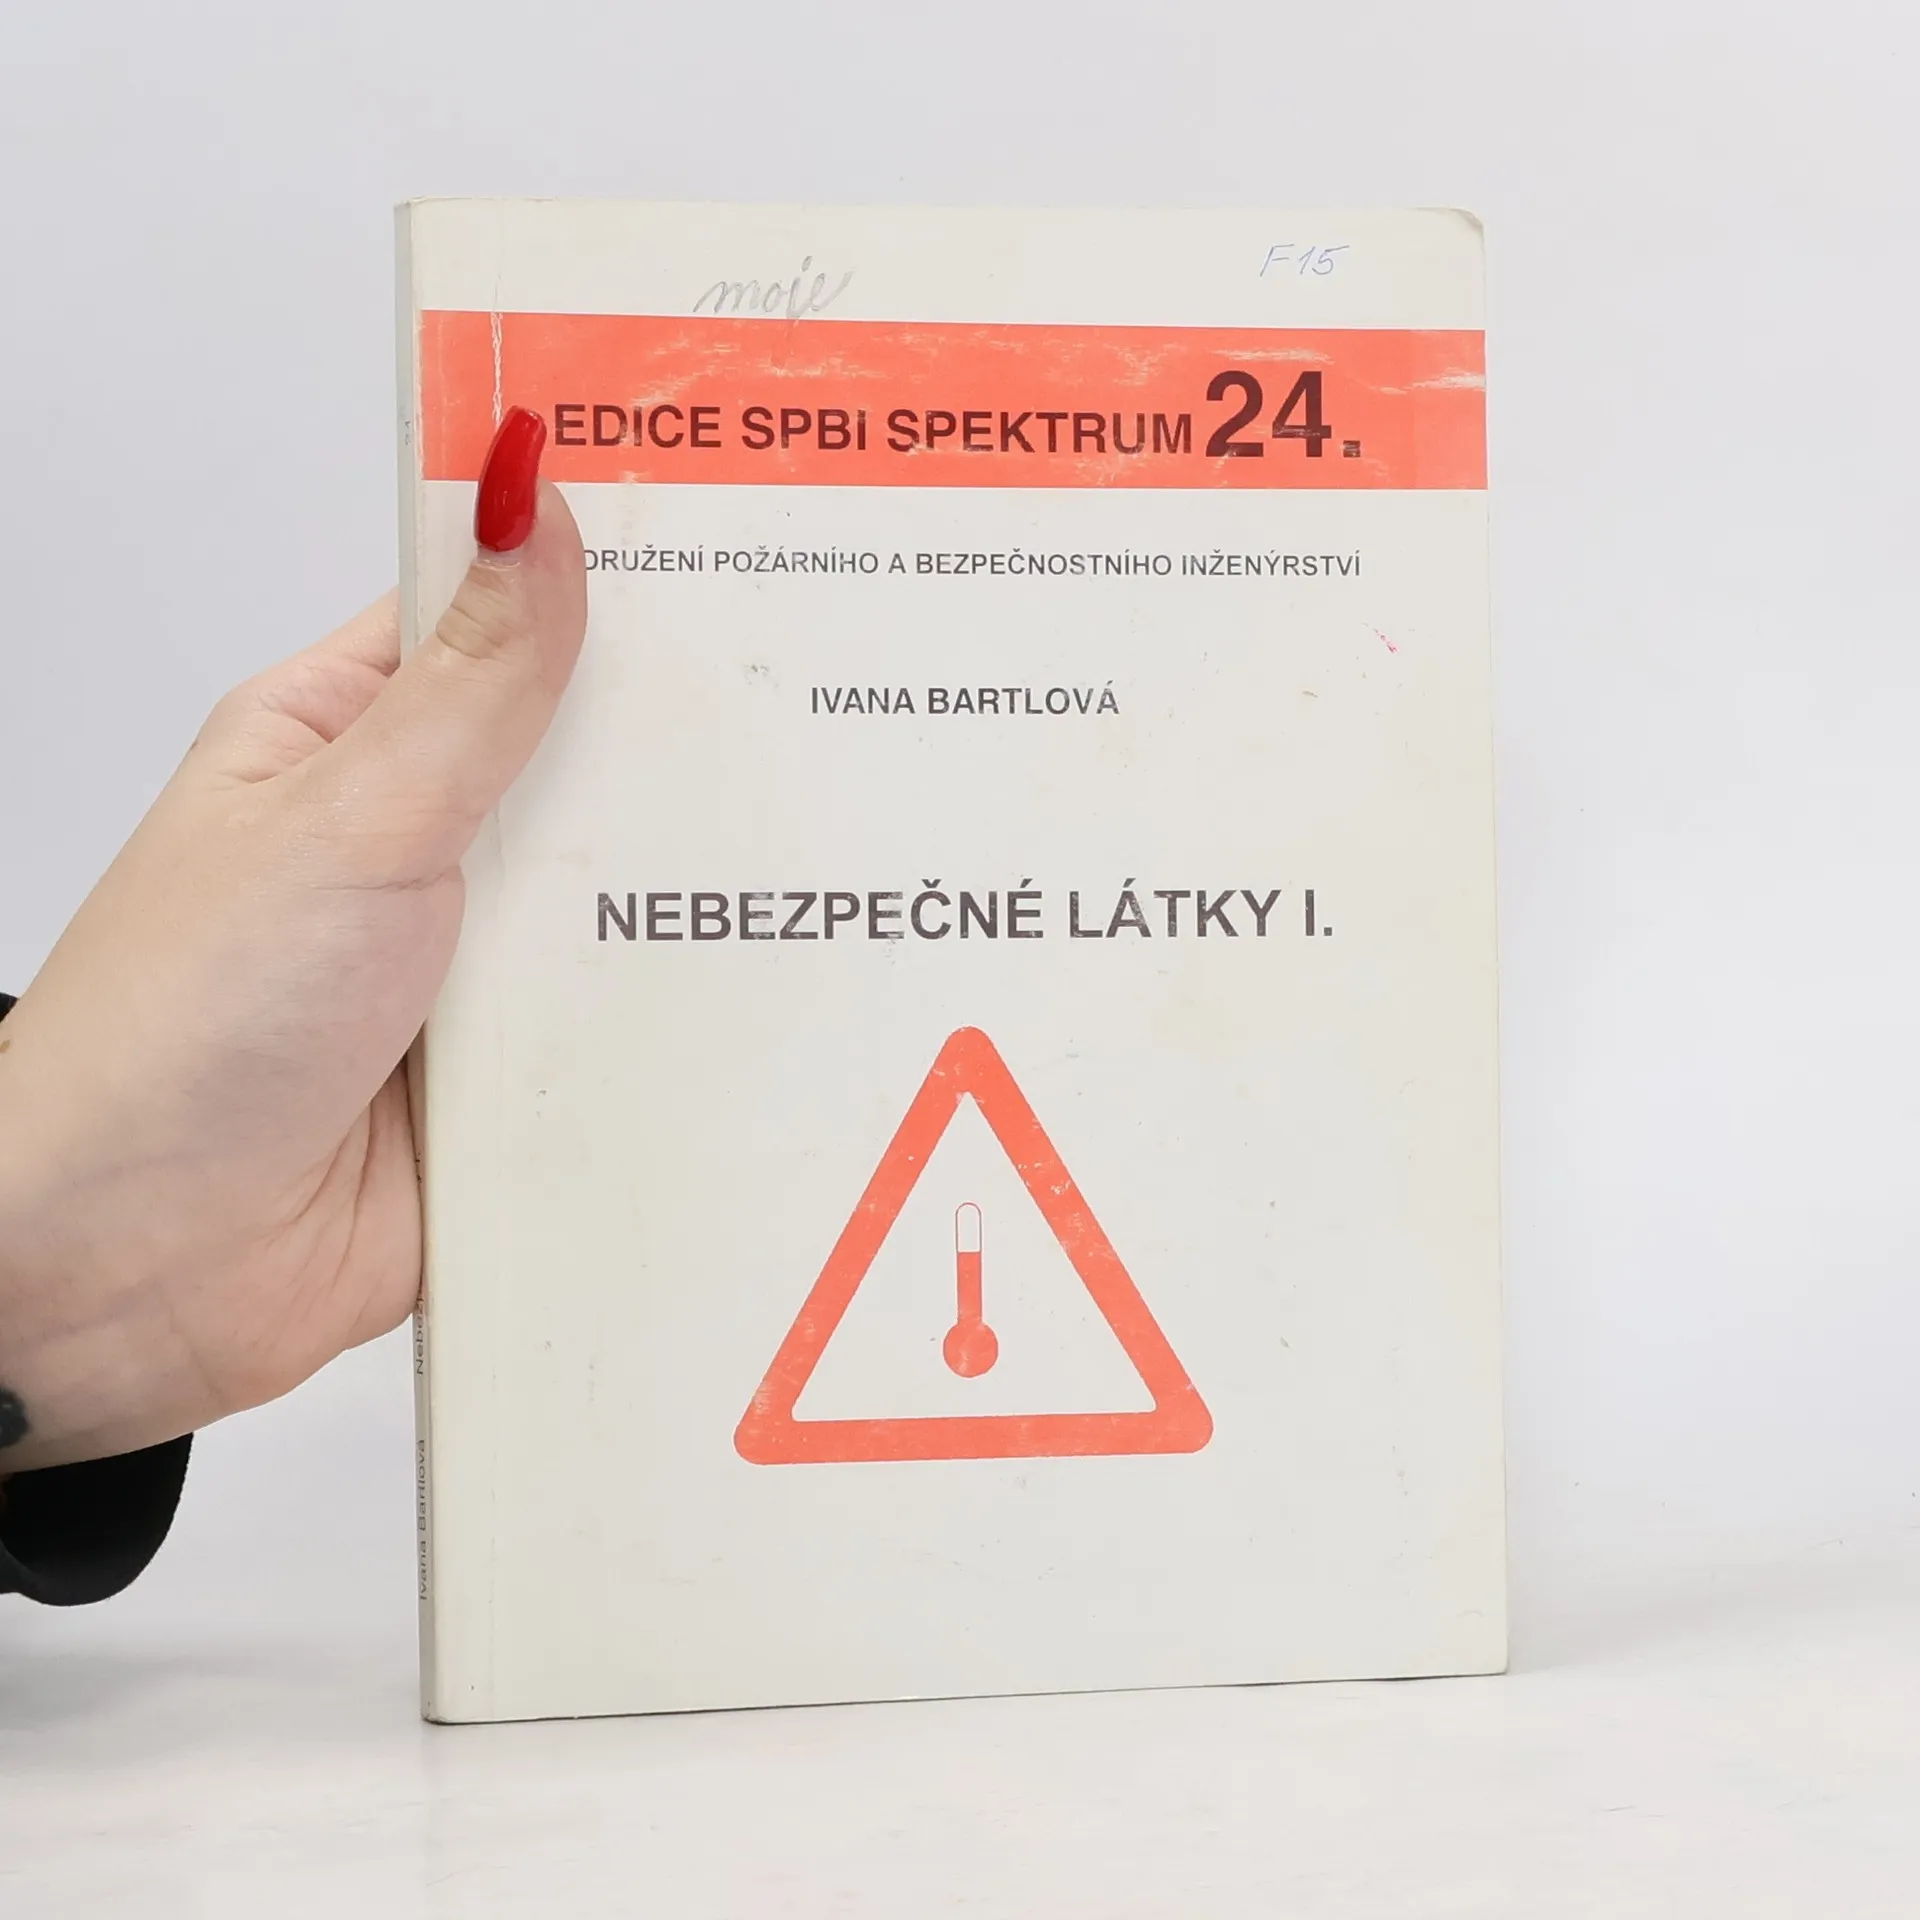 moje
F15
EDICE SPBI SPEKTRUM 24.
DRUŽENÍ POŽÁRNÍHO A BEZPEČNOSTNÍHO INŽENÝRSTVÍ
IVANA BARTLOVÁ
NEBEZPEČNÉ LÁTKY I.
Ivana Bartlová